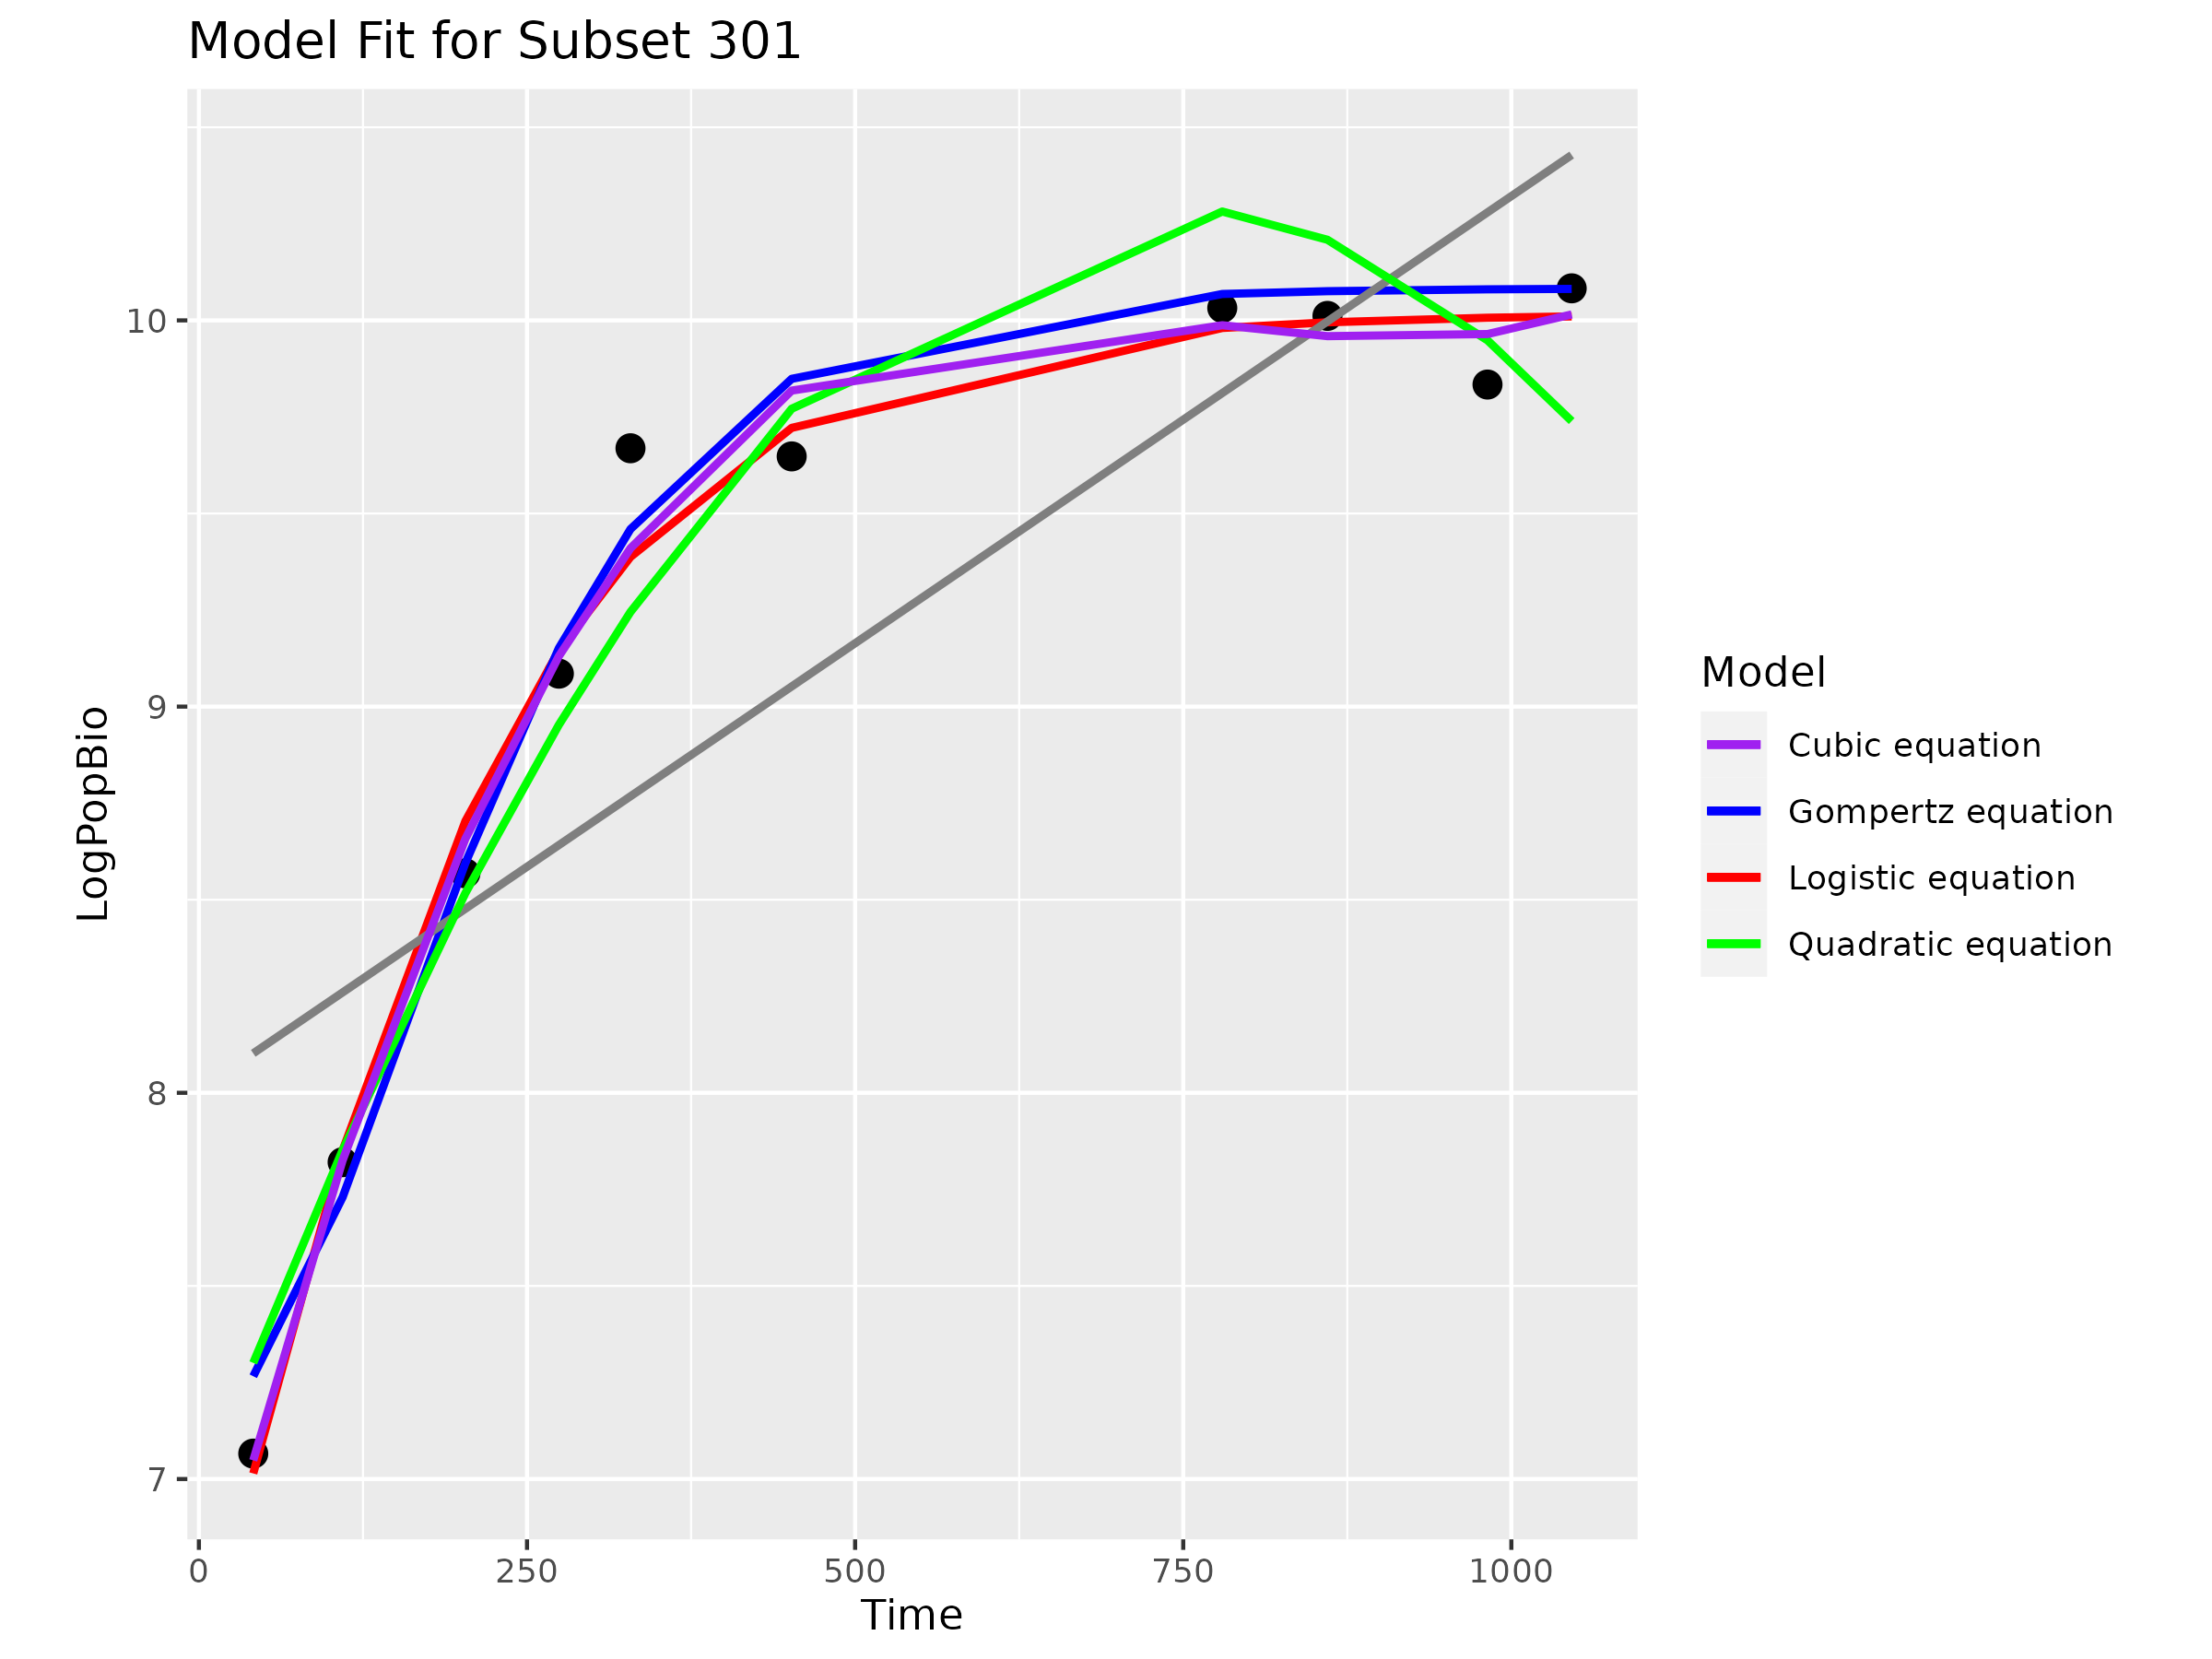 Model Fit for Subset 301
LogPopBio
10
9
8
7
0
250
500
750
1000
Time
Model
Cubic equation
Gompertz equation
Logistic equation
Quadratic equation